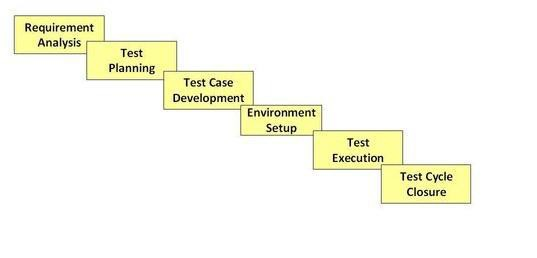 Requirement
Analysis
Test
Planning
Test Case
Development
Environment
Setup
Test
Execution
Test Cycle
Closure